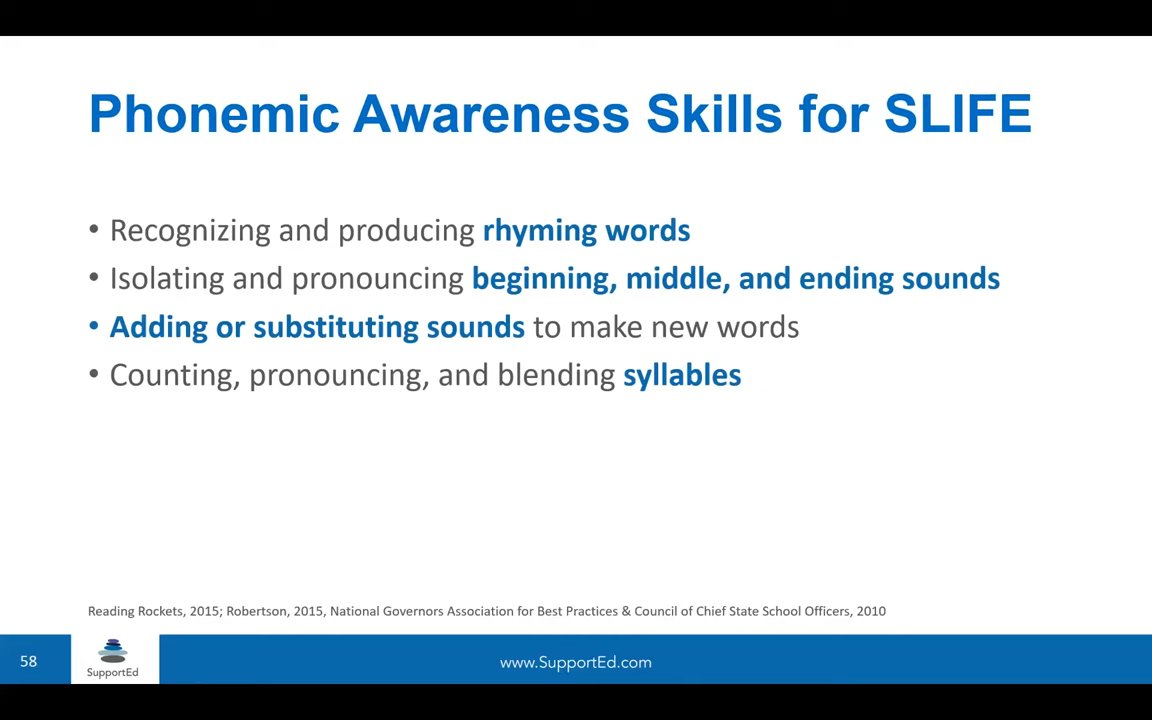 Phonemic Awareness Skills for SLIFE
• Recognizing and producing rhyming words
• Isolating and pronouncing beginning, middle, and ending sounds
• Adding or substituting sounds to make new words
• Counting, pronouncing, and blending syllables
Reading Rockets, 2015; Robertson, 2015, National Governors Association for Best Practices & Council of Chief State School Officers, 2010
58
SupportEd
www.SupportEd.com